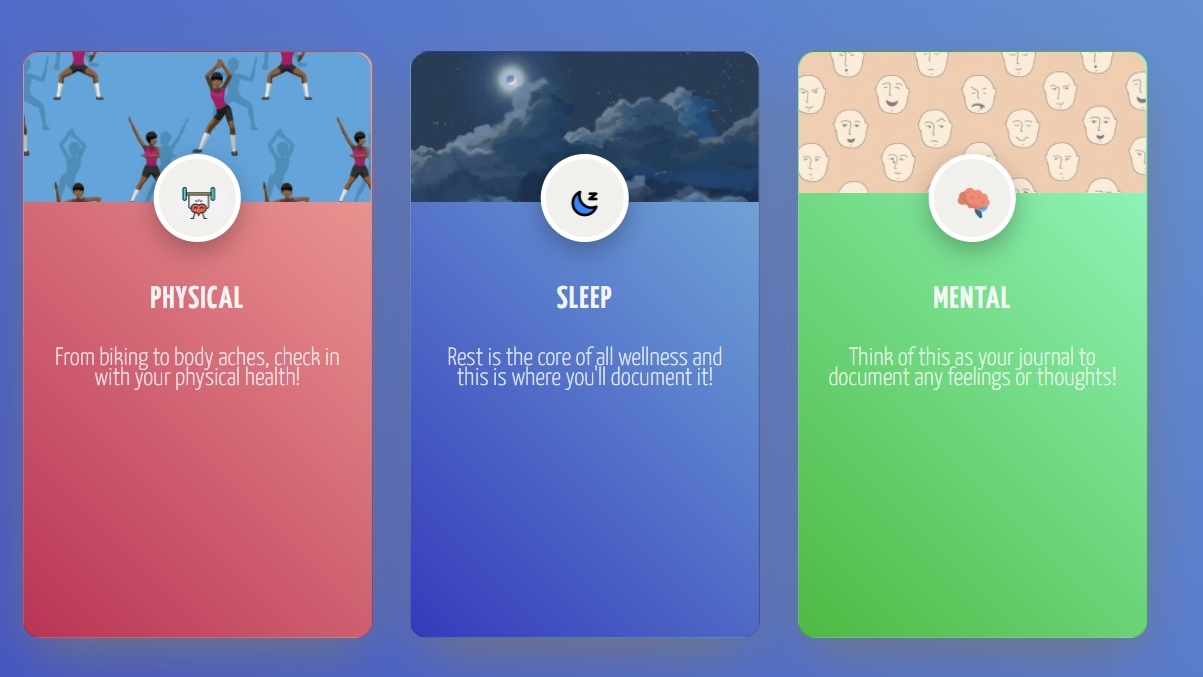 PHYSICAL
From biking to body aches, check in
with your physical health!
SLEEP
Rest is the core of all wellness and
this is where you'll document it!
MENTAL
Think of this as your journal to
document any feelings or thoughts!